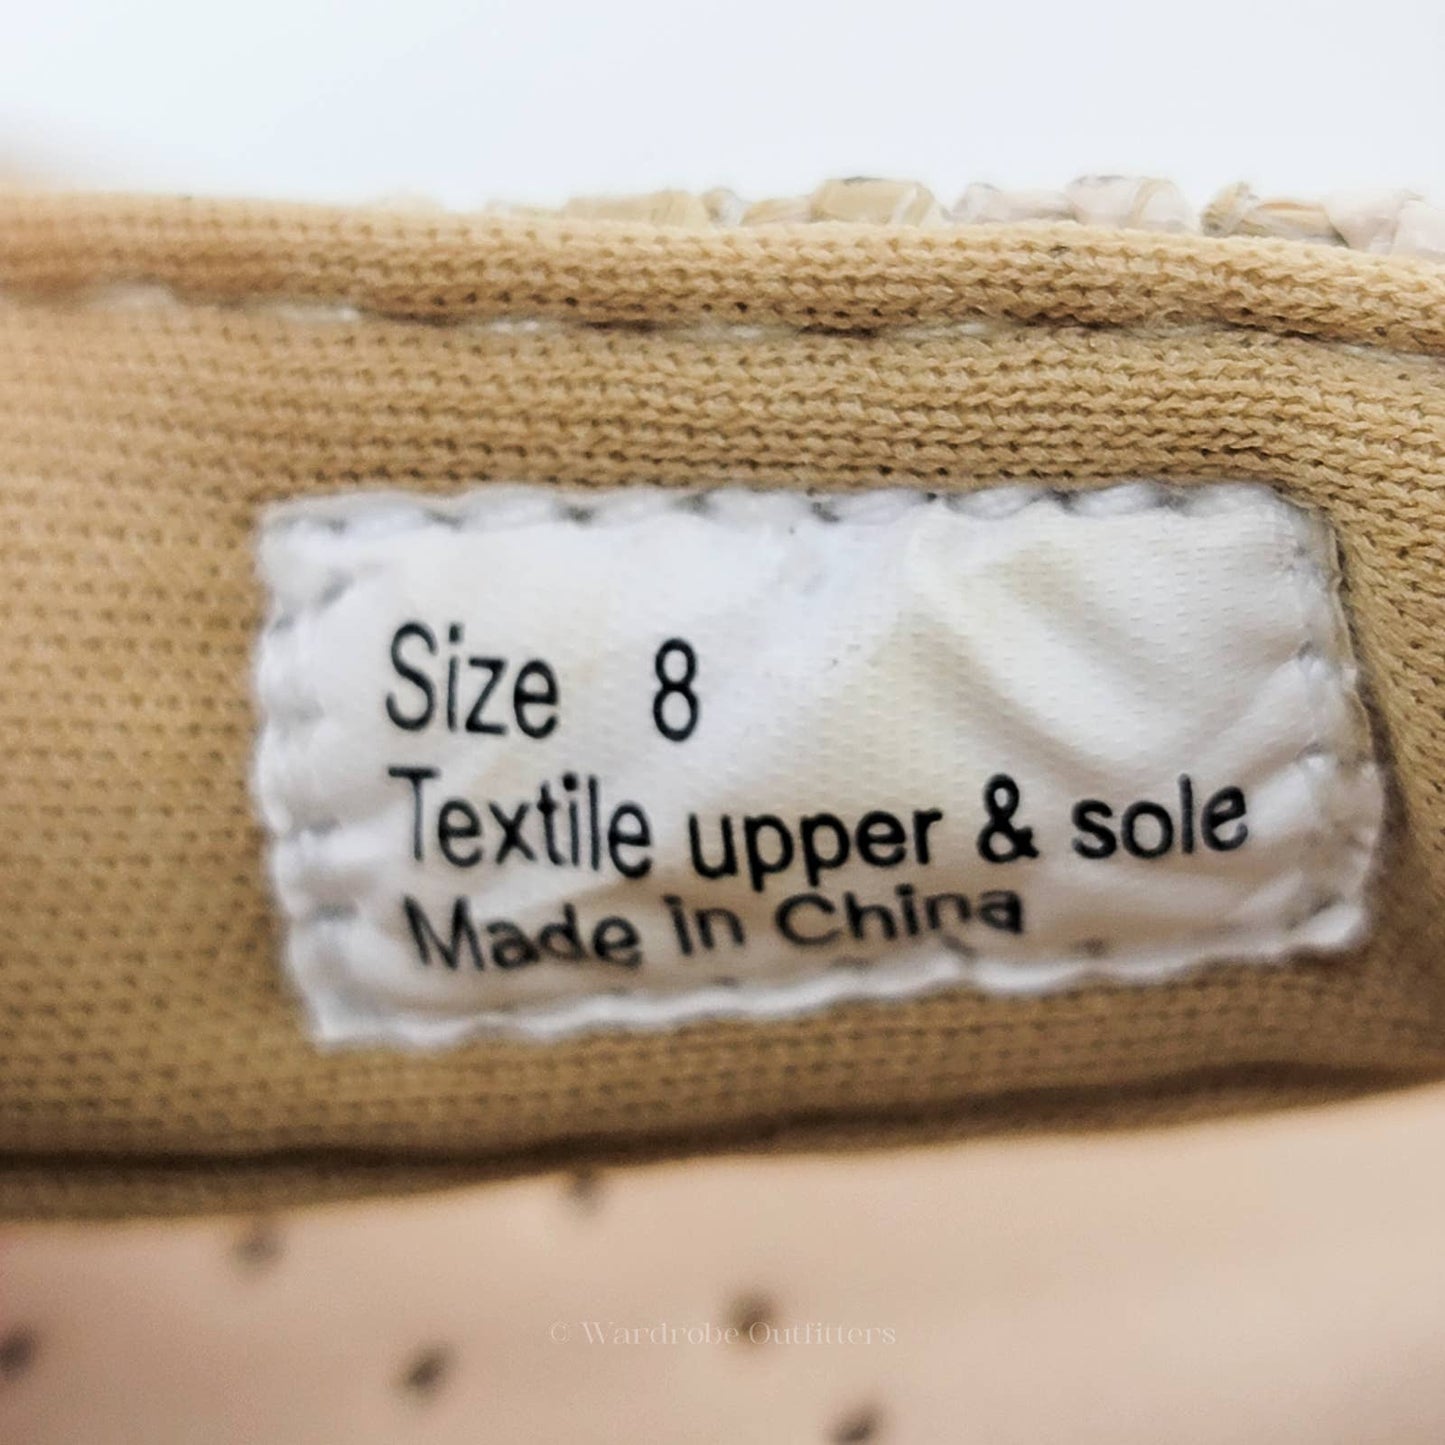 Size 8
Textile upper & sole
Made in China
© Wardrobe Outfitters